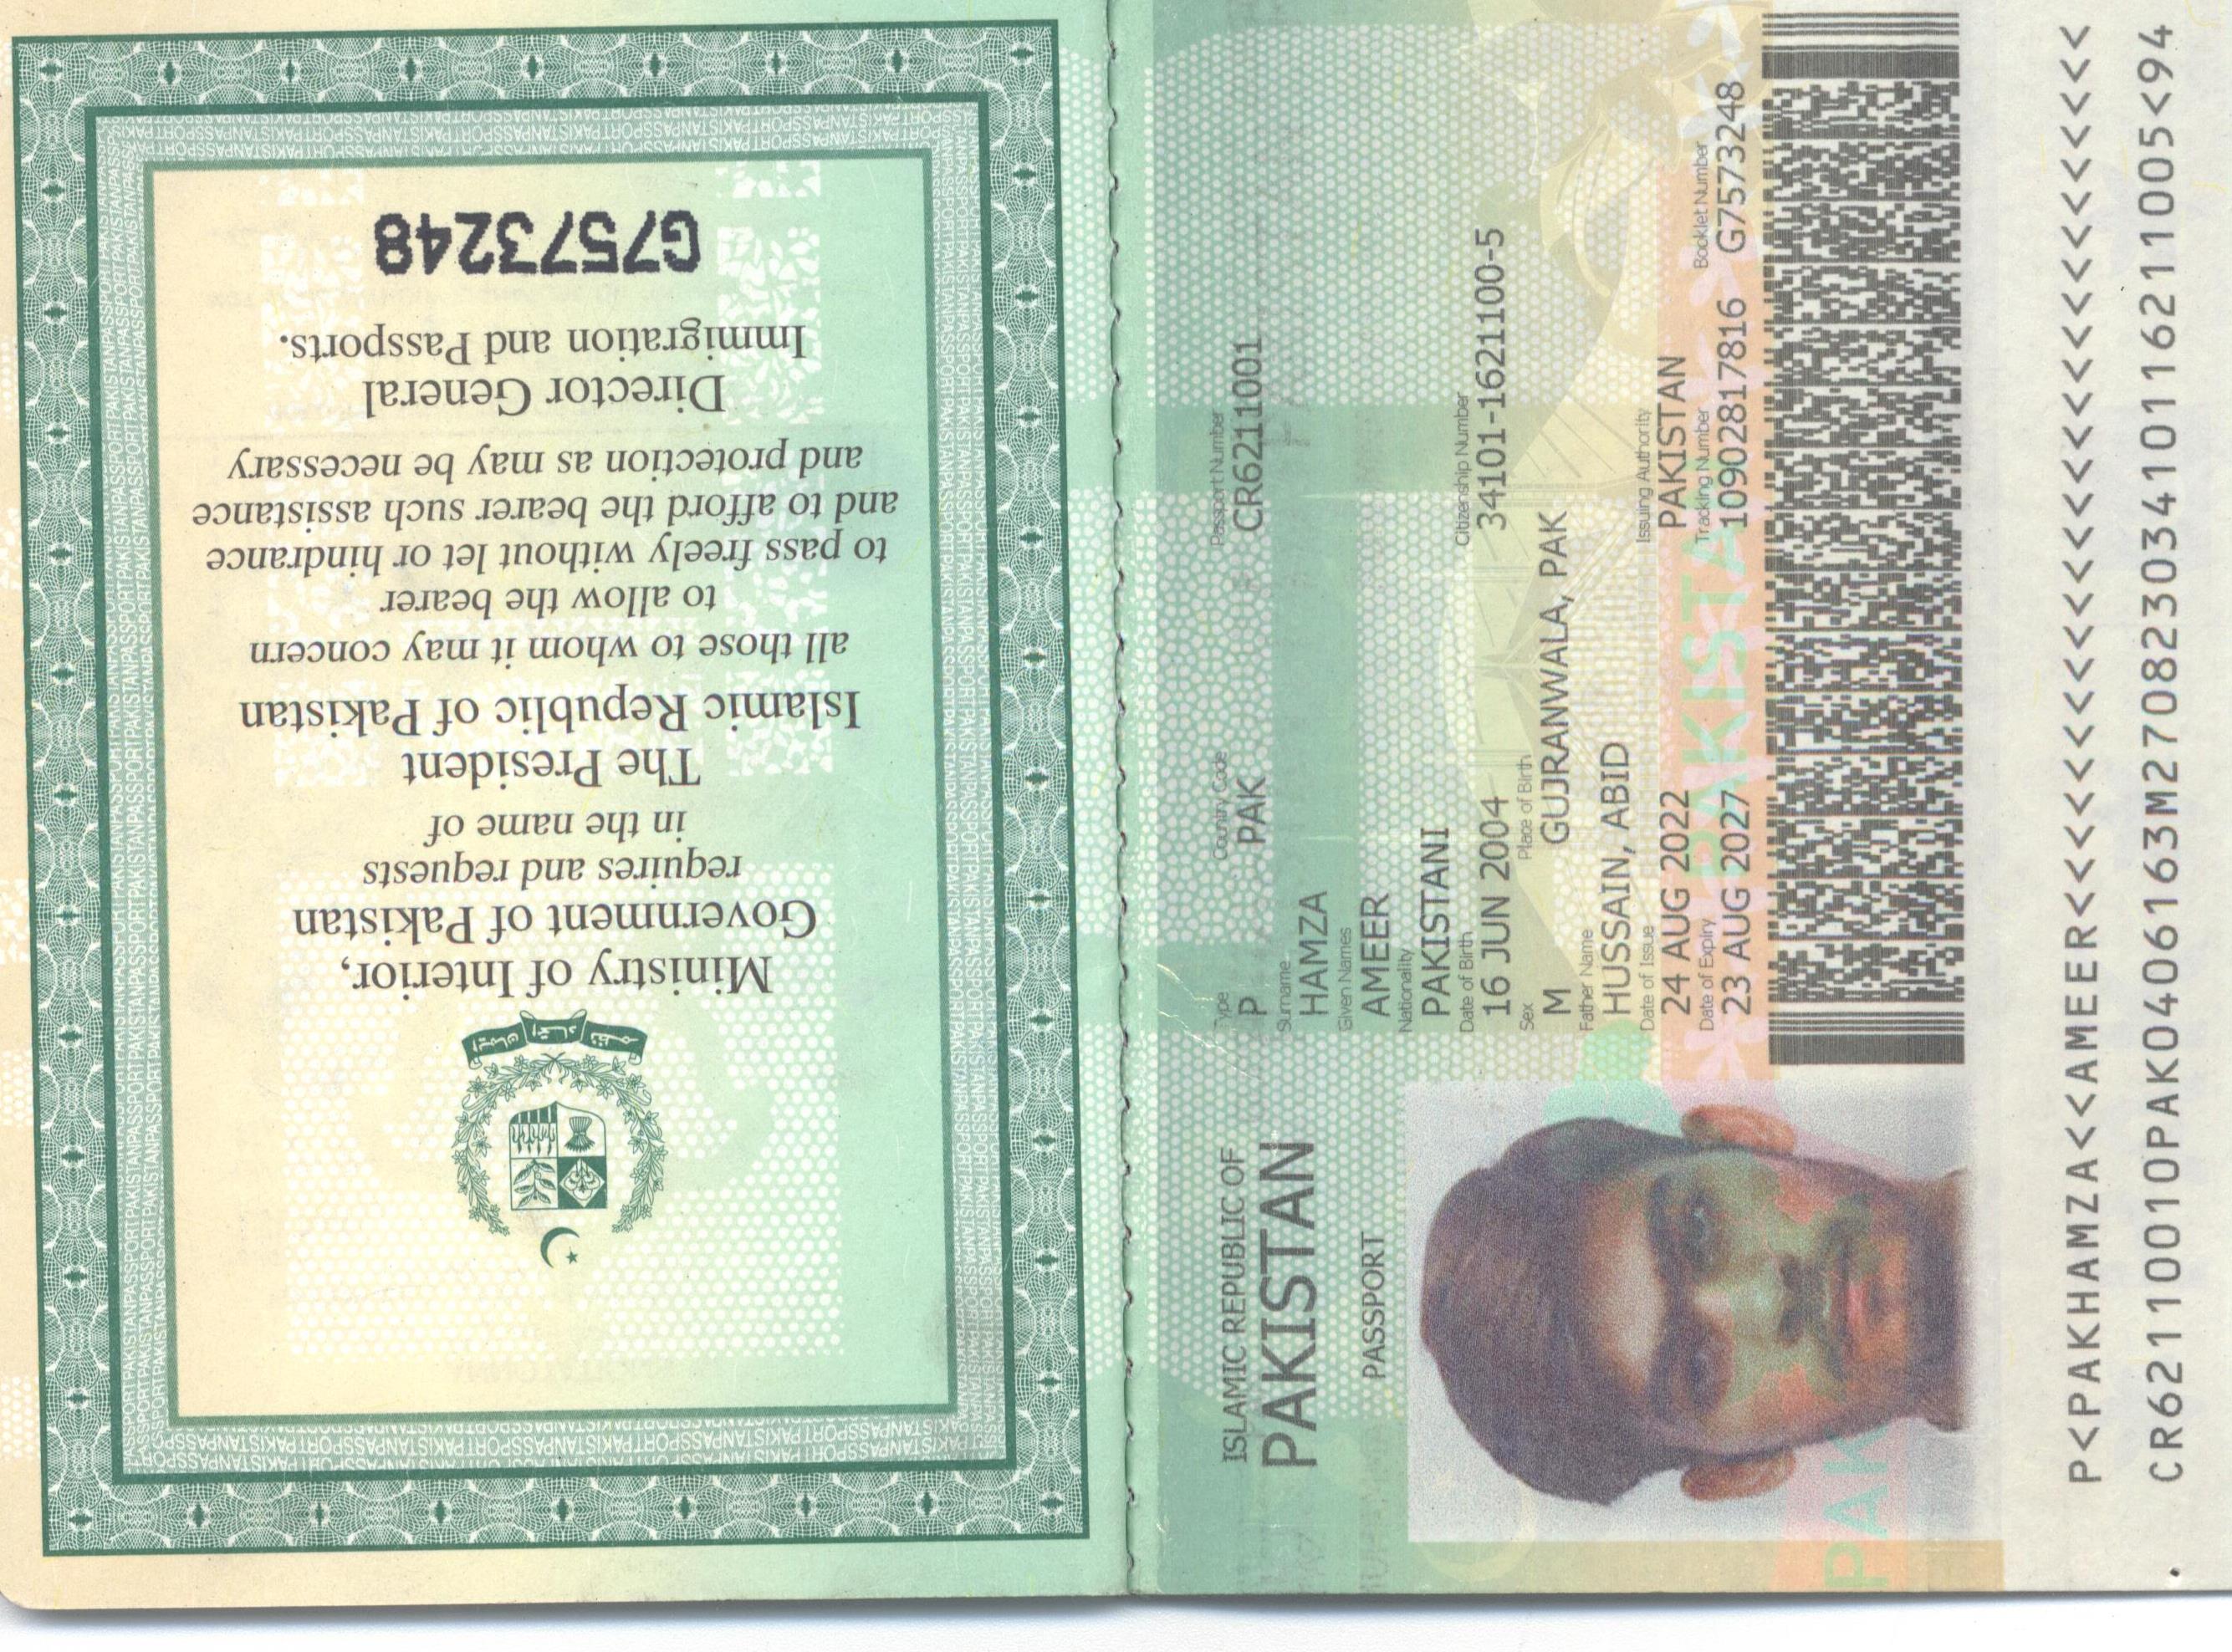 G7573248
Ministry of Interior,
Government of Pakistan
requires and requests
in the name of
The President
Islamic Republic of Pakistan
all those to whom it may concern
to allow the bearer
to pass freely without let or hindrance
and to afford the bearer such assistance
and protection as may be necessary
Director General
Immigration and Passports.
ISLAMIC REPUBLIC OF
PAKISTAN
PASSPORT
Type Country Code Passport Number
P PAK CR6211001
Surname
HAMZA
Given Names
AMEER
Nationality
PAKISTANI
Date of Birth Citizenship Number
16 JUN 2004 34101-1621100-5
Sex Place of Birth
M GUJRANWALA, PAK
Father Name
HUSSAIN, ABID
Date of Issue Issuing Authority
24 AUG 2022 PAKISTAN
Date of Expiry Tracking Number Booklet Number
23 AUG 2027 10902817816 G7573248
P<PAKHAMZA<<AMEER<<<<<<<<<<<<<<<<<<<<<<<<<<<
CR62110010PAK0406163M27082303410116211005<94